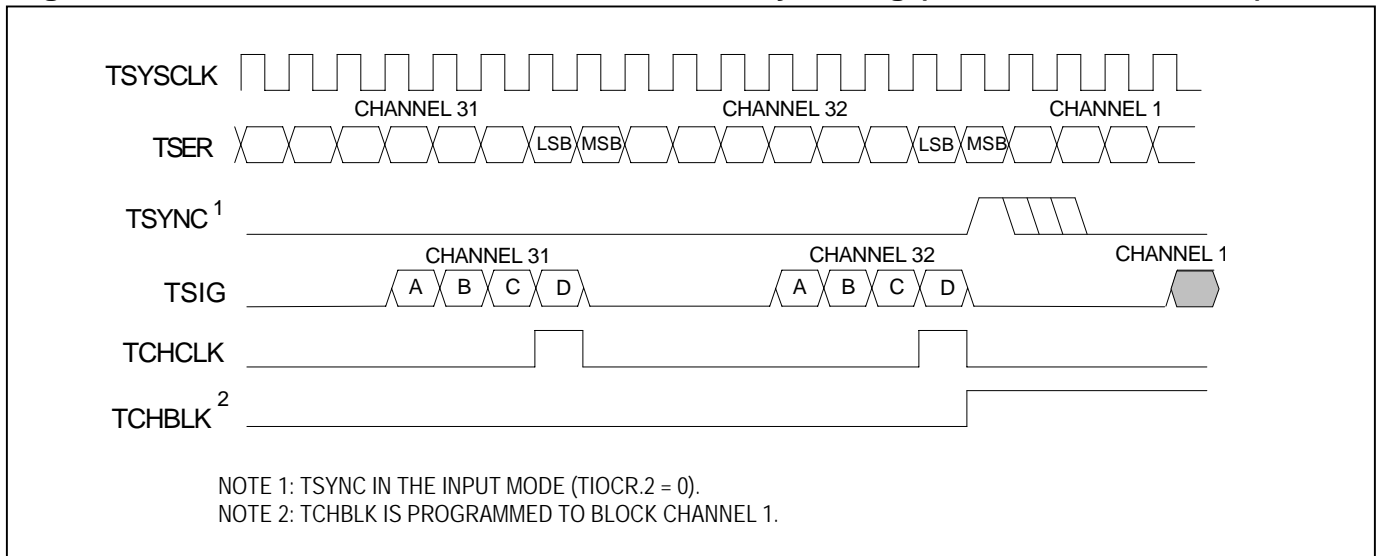 TSYSCLK
CHANNEL 31 CHANNEL 32 CHANNEL 1
TSER LSB MSB LSB MSB
TSYNC 1
CHANNEL 31 CHANNEL 32 CHANNEL 1
TSIG A B C D A B C D
TCHCLK
TCHBLK 2
NOTE 1: TSYNC IN THE INPUT MODE (TIOCR.2 = 0).
NOTE 2: TCHBLK IS PROGRAMMED TO BLOCK CHANNEL 1.